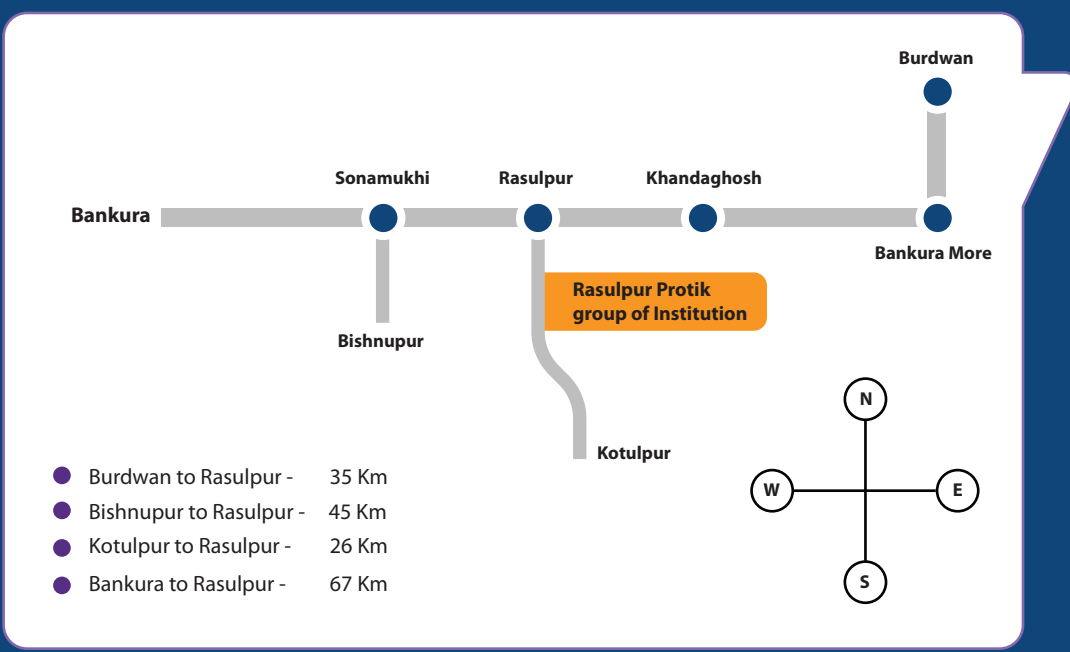 Burdwan
Sonamukhi
Rasulpur
Khandaghosh
Bankura
Bankura More
Rasulpur Protik
group of Institution
Bishnupur
N
Kotulpur
W
E
S
Burdwan to Rasulpur - 35 Km
Bishnupur to Rasulpur - 45 Km
Kotulpur to Rasulpur - 26 Km
Bankura to Rasulpur - 67 Km